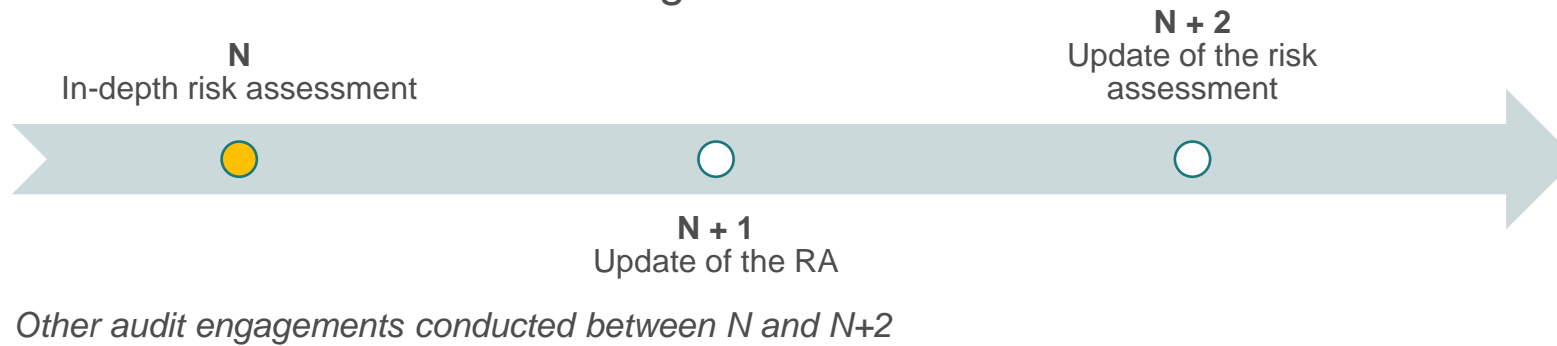 N
In-depth risk assessment
N + 1
Update of the RA
N + 2
Update of the risk
assessment
Other audit engagements conducted between N and N+2